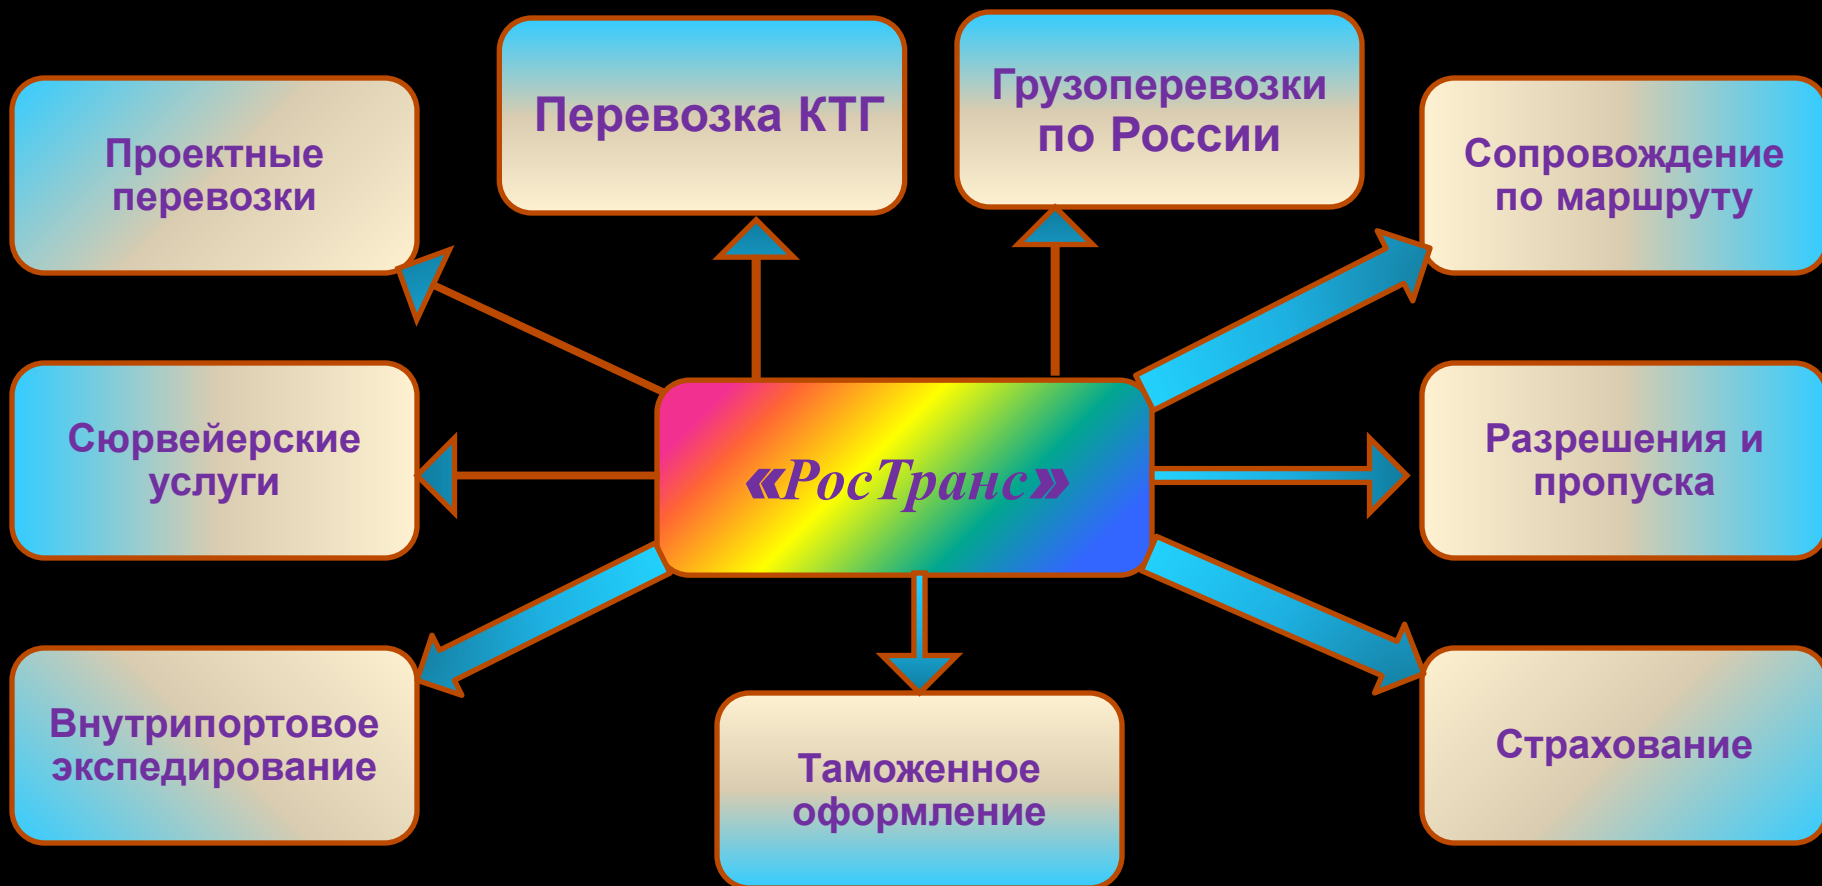 Перевозка КТГ
Грузоперевозки
по России
Проектные
перевозки
Сопровождение
по маршруту
Сюрвейерские
услуги
«РосТранс»
Разрешения и
пропуска
Внутрипортовое
экспедирование
Таможенное
оформление
Страхование